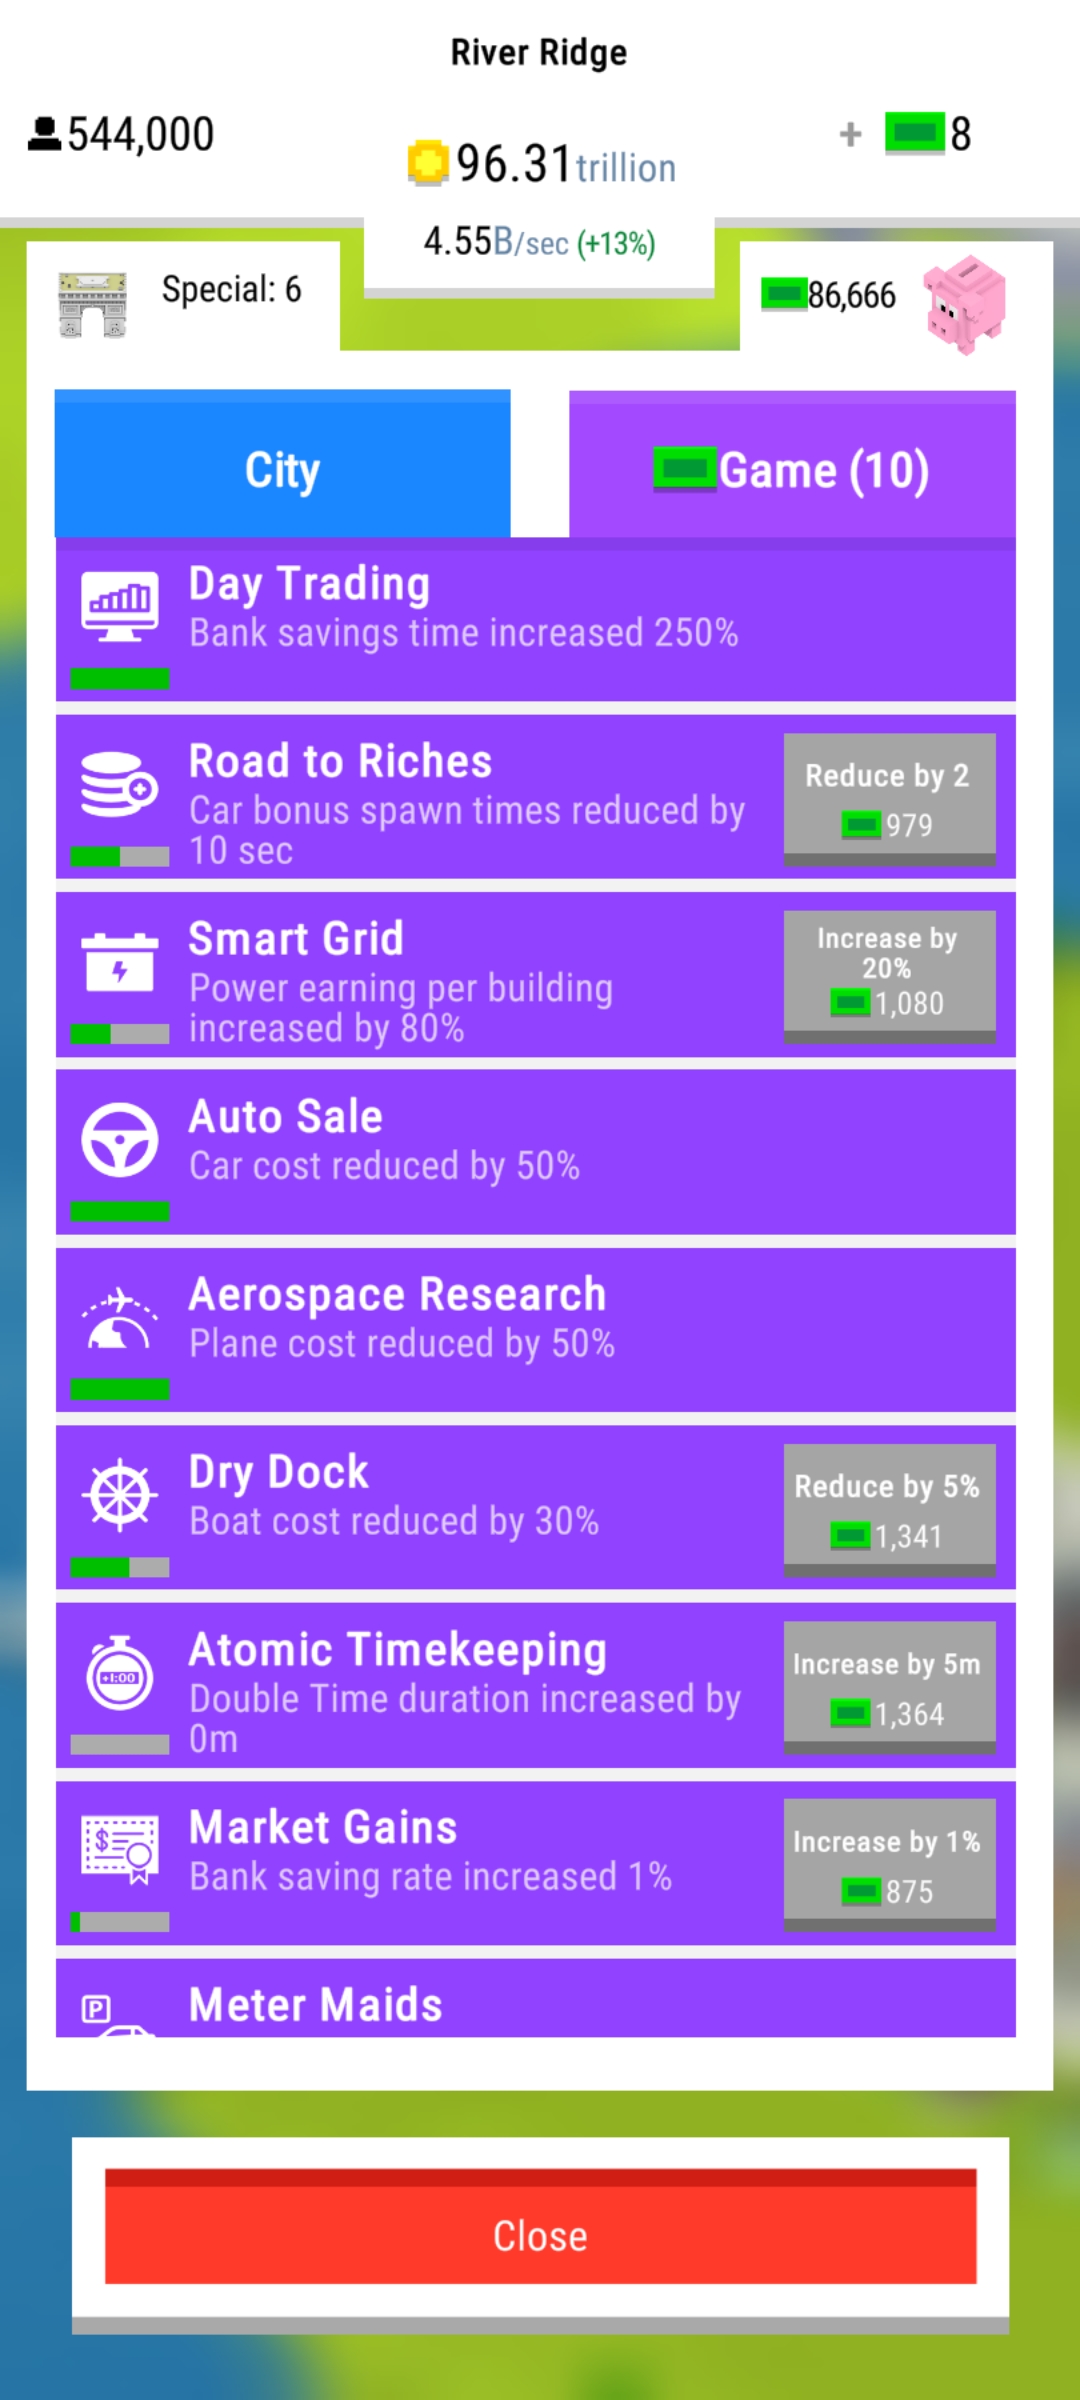 River Ridge
544,000
96.31trillion
+ 8
4.55B/sec (+13%)
Special: 6
86,666
City
Game (10)
Day Trading
Bank savings time increased 250%
Road to Riches
Car bonus spawn times reduced by
10 sec
Reduce by 2
979
Smart Grid
Power earning per building
increased by 80%
Increase by
20%
1,080
Auto Sale
Car cost reduced by 50%
Aerospace Research
Plane cost reduced by 50%
Dry Dock
Boat cost reduced by 30%
Reduce by 5%
1,341
+1:00
Atomic Timekeeping
Double Time duration increased by
0m
Increase by 5m
1,364
$
Market Gains
Bank saving rate increased 1%
Increase by 1%
875
P
Meter Maids
Close